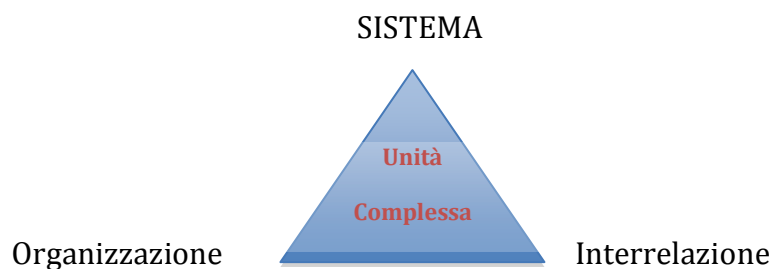 SISTEMA
Unità
Complessa
Organizzazione
Interrelazione